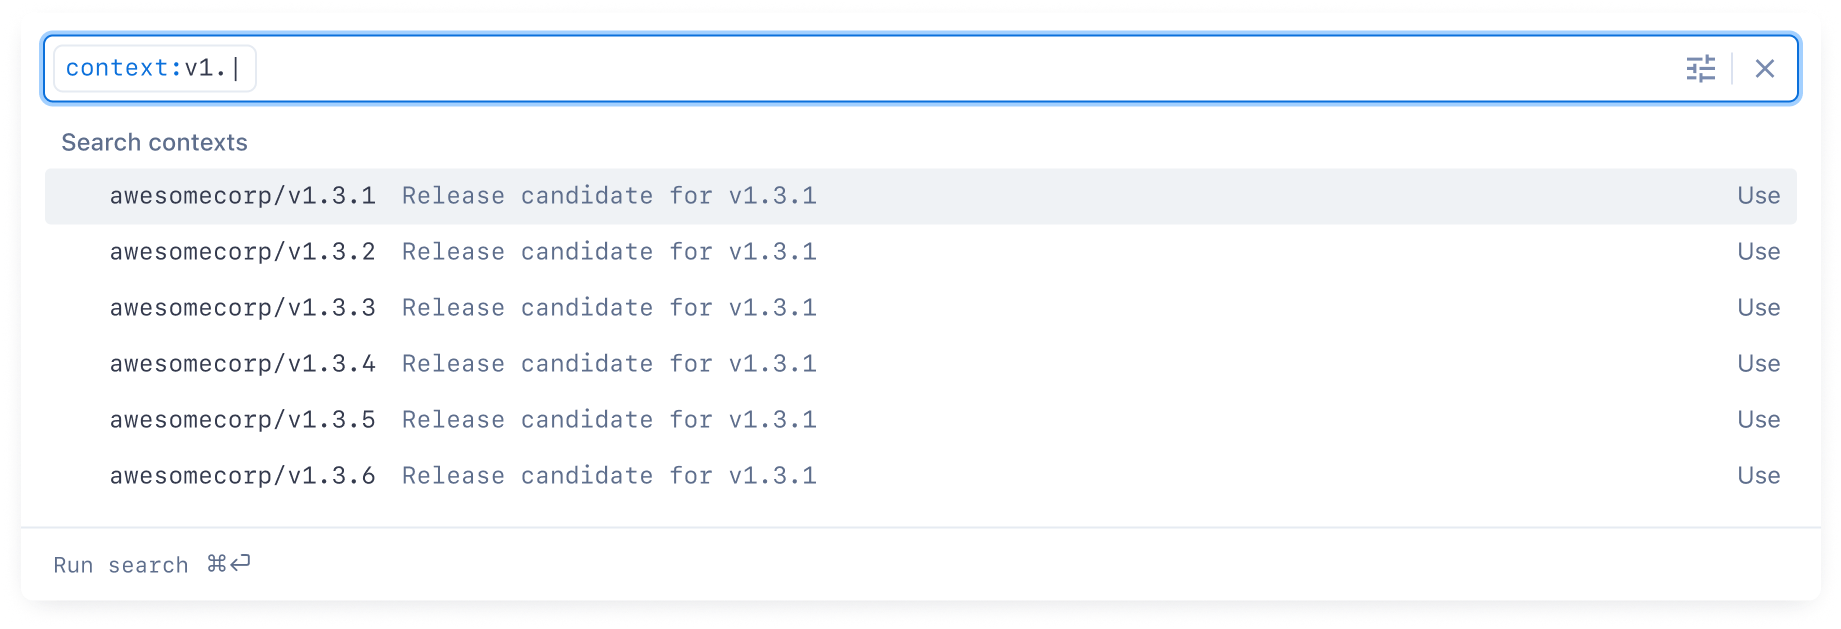 context:v1.
Search contexts
awesomecorp/v1.3.1 Release candidate for v1.3.1 Use
awesomecorp/v1.3.2 Release candidate for v1.3.1 Use
awesomecorp/v1.3.3 Release candidate for v1.3.1 Use
awesomecorp/v1.3.4 Release candidate for v1.3.1 Use
awesomecorp/v1.3.5 Release candidate for v1.3.1 Use
awesomecorp/v1.3.6 Release candidate for v1.3.1 Use
Run search ⌘⏎